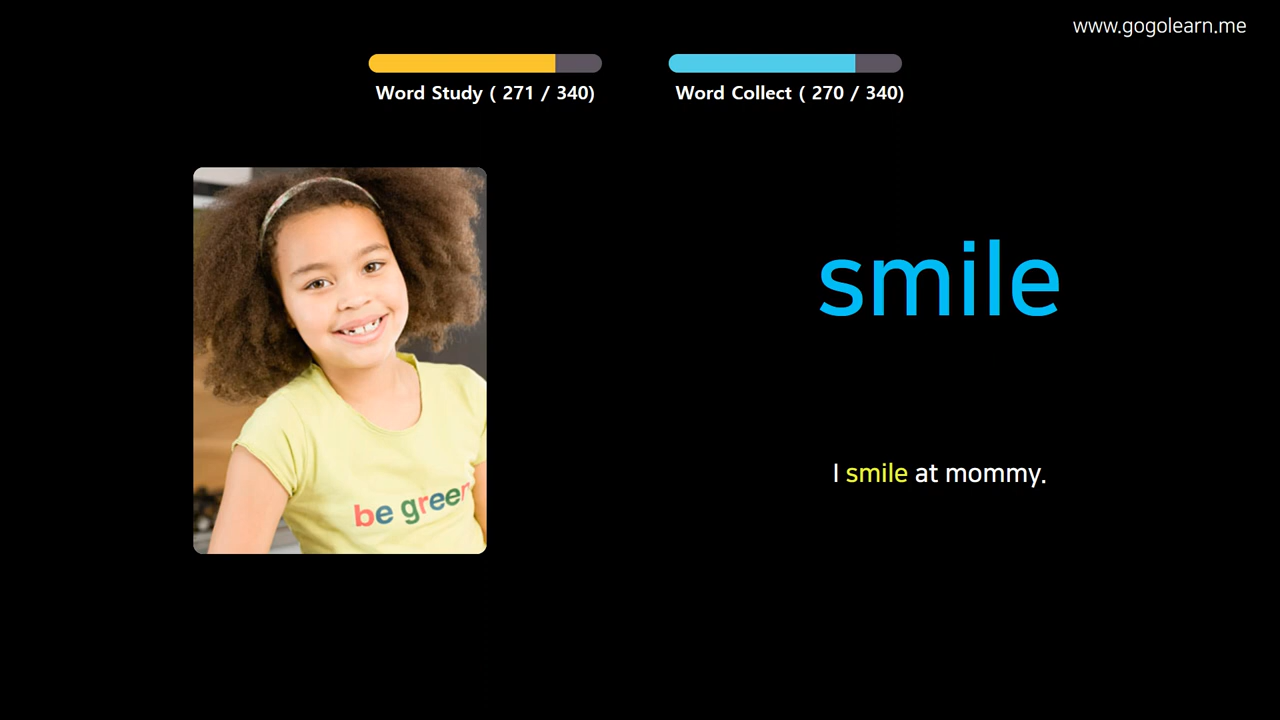 www.gogolearn.me
Word Study ( 271 / 340)
Word Collect ( 270 / 340)
smile
I smile at mommy.
be green